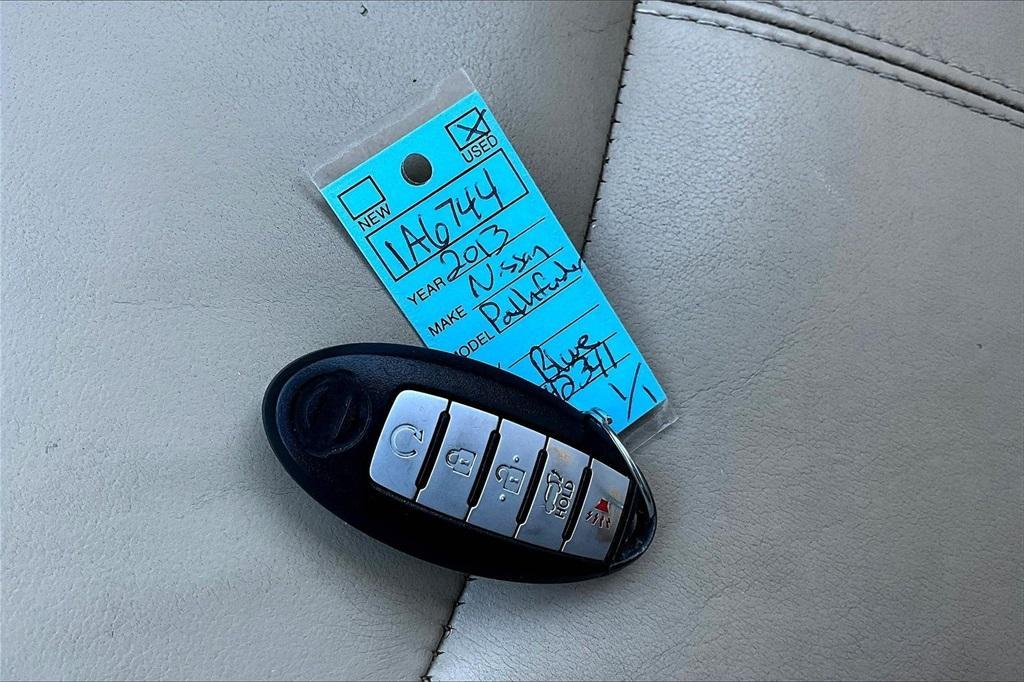 NEW
USED
1A6744
YEAR 2013
MAKE Nissan
MODEL Pathfinder
Blue
1/1
HOLD